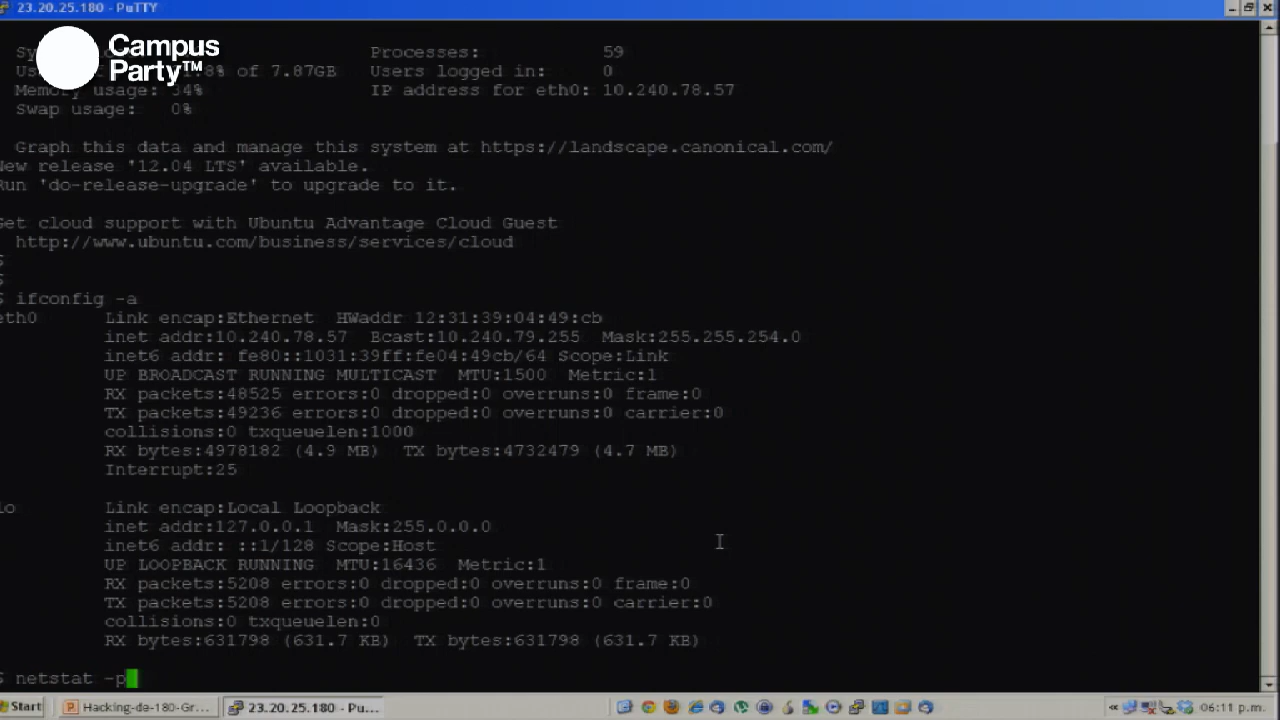 23.20.25.180 - PuTTY
Campus
Party™
Processes: 59
.8% of 7.87GB Users logged in: 0
Memory usage: 34% IP address for eth0: 10.240.78.57
Swap usage: 0%
Graph this data and manage this system at https://landscape.canonical.com/
New release '12.04 LTS' available.
Run 'do-release-upgrade' to upgrade to it.
Get cloud support with Ubuntu Advantage Cloud Guest
http://www.ubuntu.com/business/services/cloud
$
$
$ ifconfig -a
eth0 Link encap:Ethernet HWaddr 12:31:39:04:49:cb
inet addr:10.240.78.57 Bcast:10.240.79.255 Mask:255.255.254.0
inet6 addr: fe80::1031:39ff:fe04:49cb/64 Scope:Link
UP BROADCAST RUNNING MULTICAST MTU:1500 Metric:1
RX packets:48525 errors:0 dropped:0 overruns:0 frame:0
TX packets:49236 errors:0 dropped:0 overruns:0 carrier:0
collisions:0 txqueuelen:1000
RX bytes:4978182 (4.9 MB) TX bytes:4732479 (4.7 MB)
Interrupt:25
lo Link encap:Local Loopback
inet addr:127.0.0.1 Mask:255.0.0.0
inet6 addr: ::1/128 Scope:Host
UP LOOPBACK RUNNING MTU:16436 Metric:1
RX packets:5208 errors:0 dropped:0 overruns:0 frame:0
TX packets:5208 errors:0 dropped:0 overruns:0 carrier:0
collisions:0 txqueuelen:0
RX bytes:631798 (631.7 KB) TX bytes:631798 (631.7 KB)
$ netstat -p
Start Hacking-de-180-Gr... 23.20.25.180 - Pu... « 06:11 p.m.